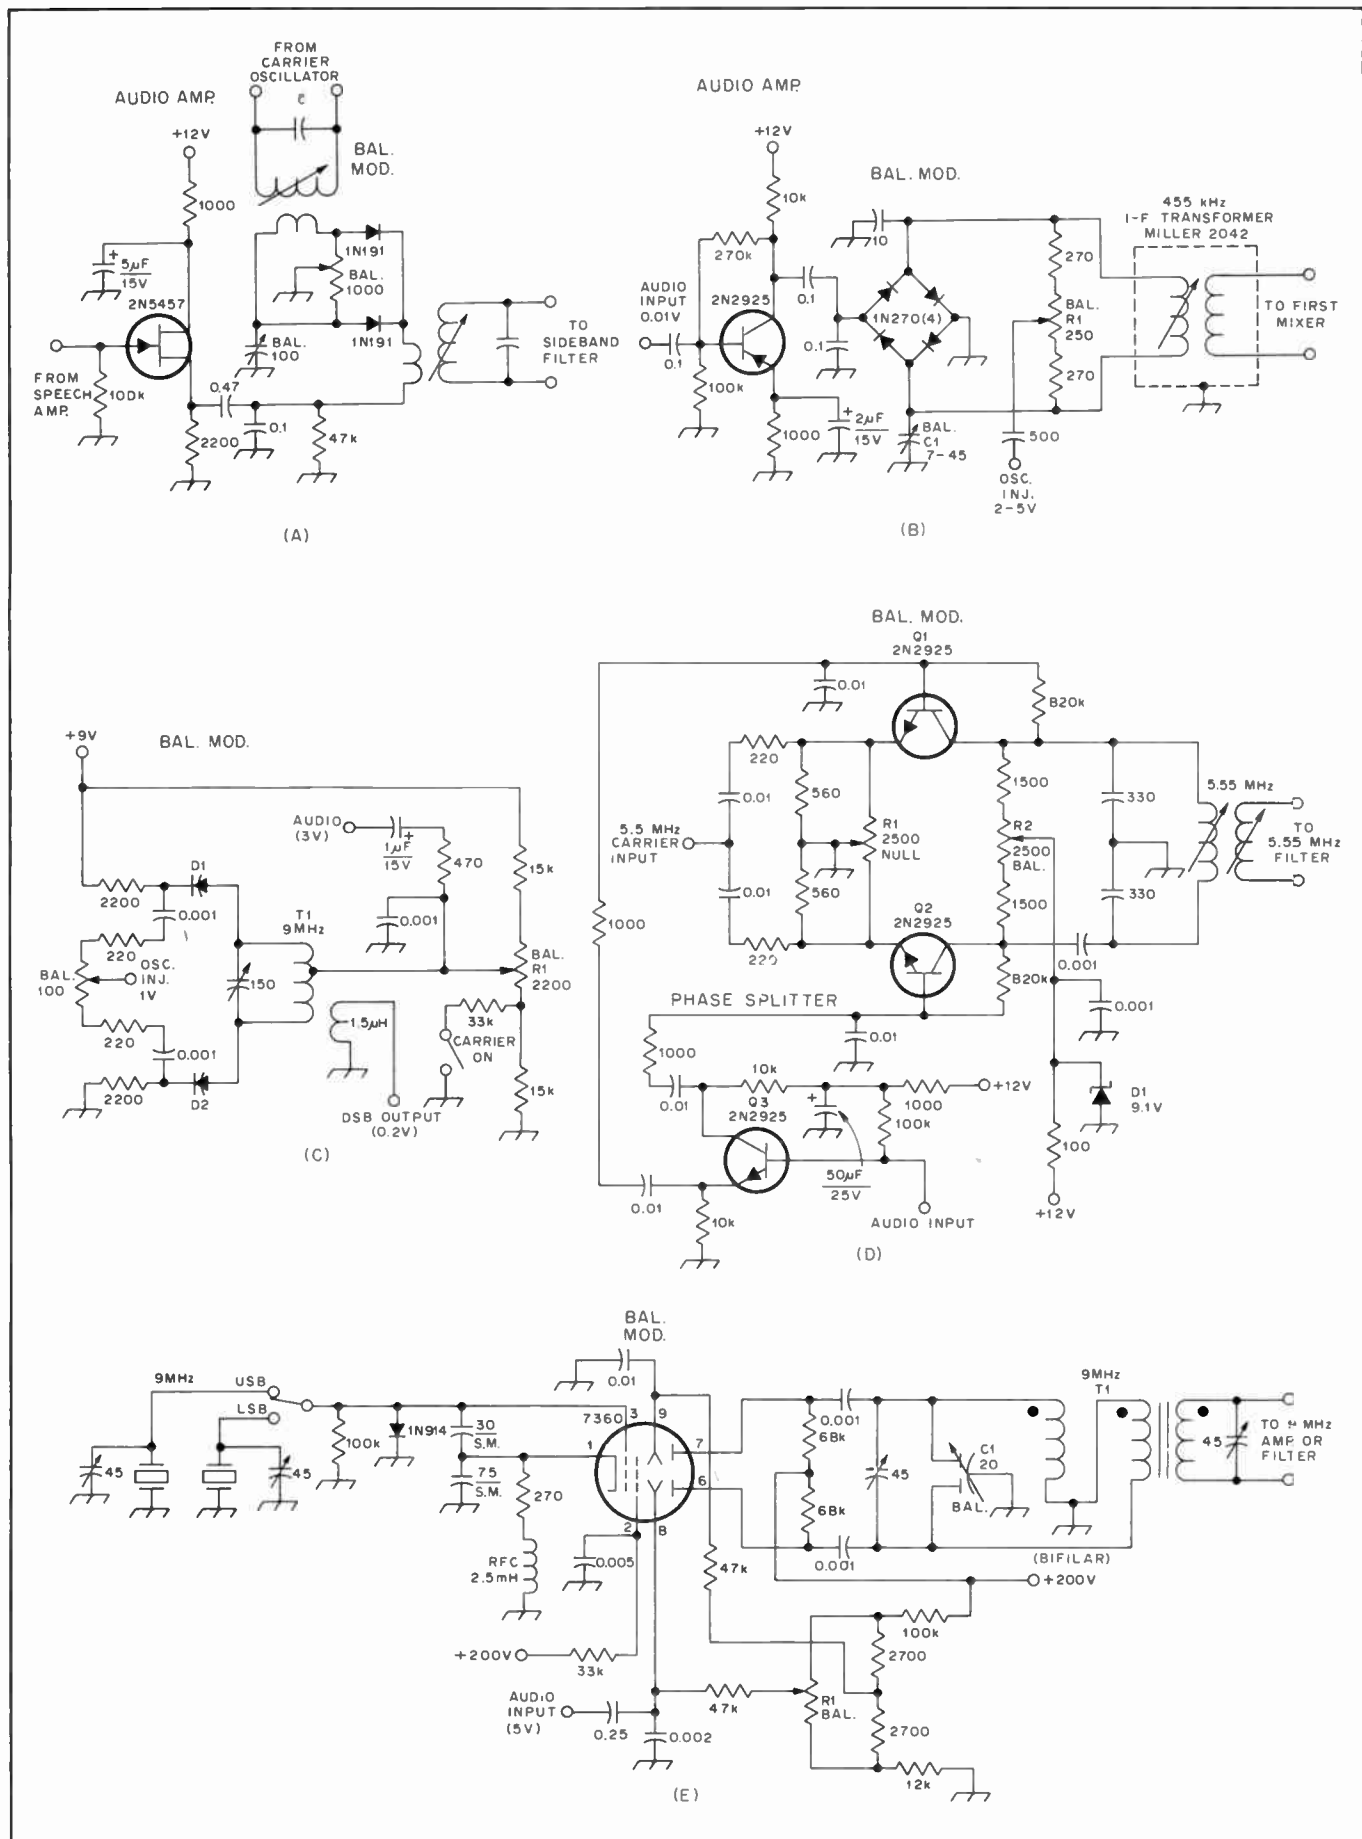 FROM
CARRIER
OSCILLATOR
AUDIO AMP.
C
+12V
BAL.
MOD.
1000
5µF
15V
+
1N191
BAL.
1000
2N5457
1N191
BAL.
100
TO
SIDEBAND
FILTER
FROM
SPEECH
AMP.
100k
0.47
0.1
2200
47k
(A)
AUDIO AMP.
+12V
BAL. MOD.
10k
455 kHz
I-F TRANSFORMER
MILLER 2042
10
270k
270
AUDIO
INPUT
0.01V
2N2925
0.1
1N270(4)
BAL.
R1
250
TO FIRST
MIXER
0.1
0.1
100k
270
+
2µF
15V
1000
BAL.
C1
7-45
500
OSC.
INJ.
2-5V
(B)
+9V
BAL. MOD.
AUDIO
(3V)
1µF
15V
+
470
15k
D1
2200
0.001
0.001
T1
9MHz
220
BAL.
100
OSC.
INJ.
1V
150
BAL.
R1
2200
33k
1.5µH
CARRIER
ON
220
0.001
2200
D2
15k
DSB OUTPUT
(0.2V)
(C)
BAL. MOD.
Q1
2N2925
0.01
820k
220
1500
0.01
560
330
5.55 MHz
5.5 MHz
CARRIER
INPUT
R1
2500
NULL
R2
2500
BAL.
TO
5.55 MHz
FILTER
0.01
560
1500
330
1000
Q2
2N2925
220
0.001
820k
PHASE SPLITTER
0.01
0.001
1000
10k
1000
+12V
0.01
+
D1
9.1V
Q3
2N2925
100k
100
50µF
25V
0.01
10k
AUDIO INPUT
+12V
(D)
BAL.
MOD.
0.01
9MHz
USB
LSB
9MHz
T1
7360
3
9
1N914
30
S.M.
0.001
7
68k
100k
1
45
C1
20
45
TO 9 MHz
AMP. OR
FILTER
45
45
75
S.M.
6
68k
BAL.
270
2
8
0.001
(BIFILAR)
RFC
2.5mH
0.005
47k
+200V
100k
2700
+200V
33k
AUDIO
INPUT
(5V)
47k
R1
BAL.
0.25
0.002
2700
12k
(E)